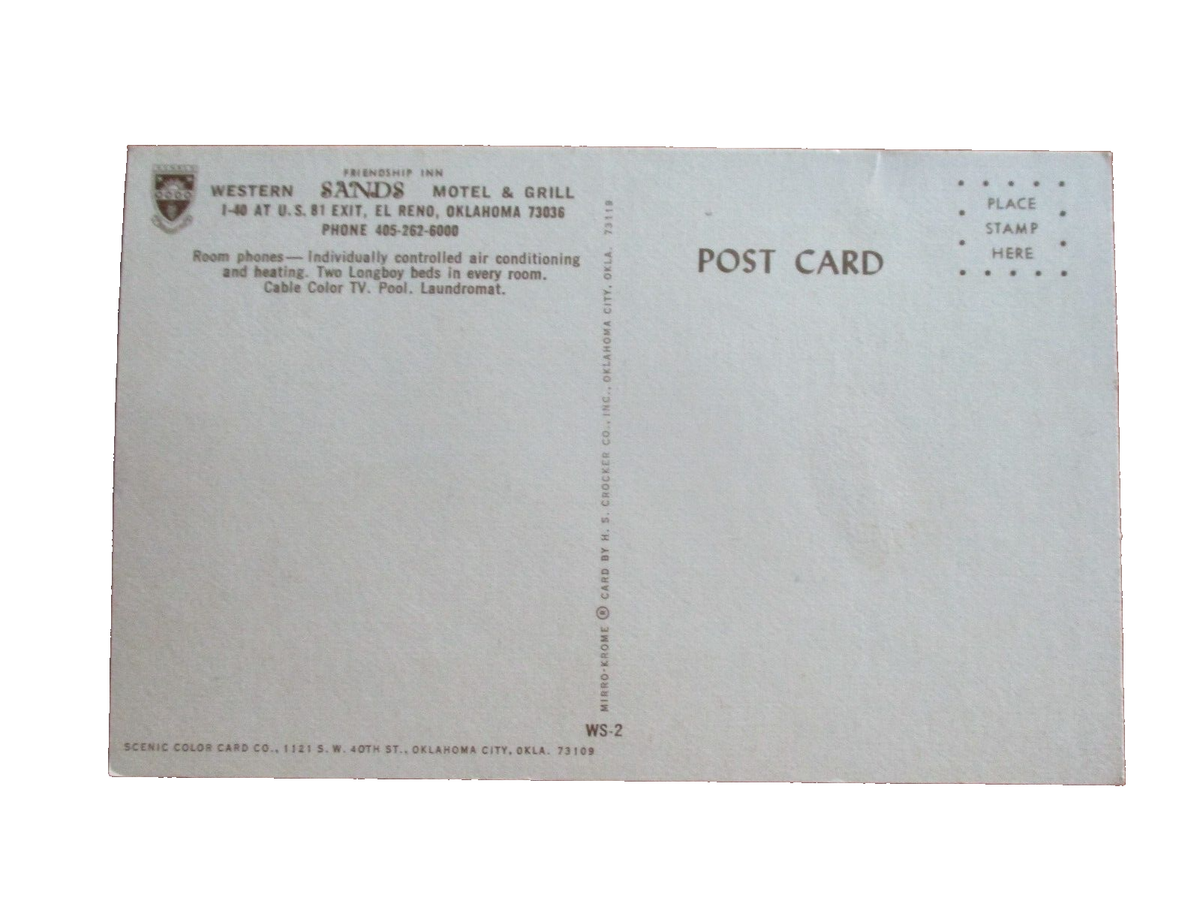 FRIENDSHIP INN
WESTERN SANDS MOTEL & GRILL
I-40 AT U.S. 81 EXIT, EL RENO, OKLAHOMA 73036
PHONE 405-262-6000
Room phones— Individually controlled air conditioning
and heating. Two Longboy beds in every room.
Cable Color TV. Pool. Laundromat.
MIRRO-KROME ® CARD BY H. S. CROCKER CO., INC., OKLAHOMA CITY, OKLA. 73119
WS-2
SCENIC COLOR CARD CO., 1121 S. W. 40TH ST., OKLAHOMA CITY, OKLA. 73109
POST CARD
PLACE
STAMP
HERE